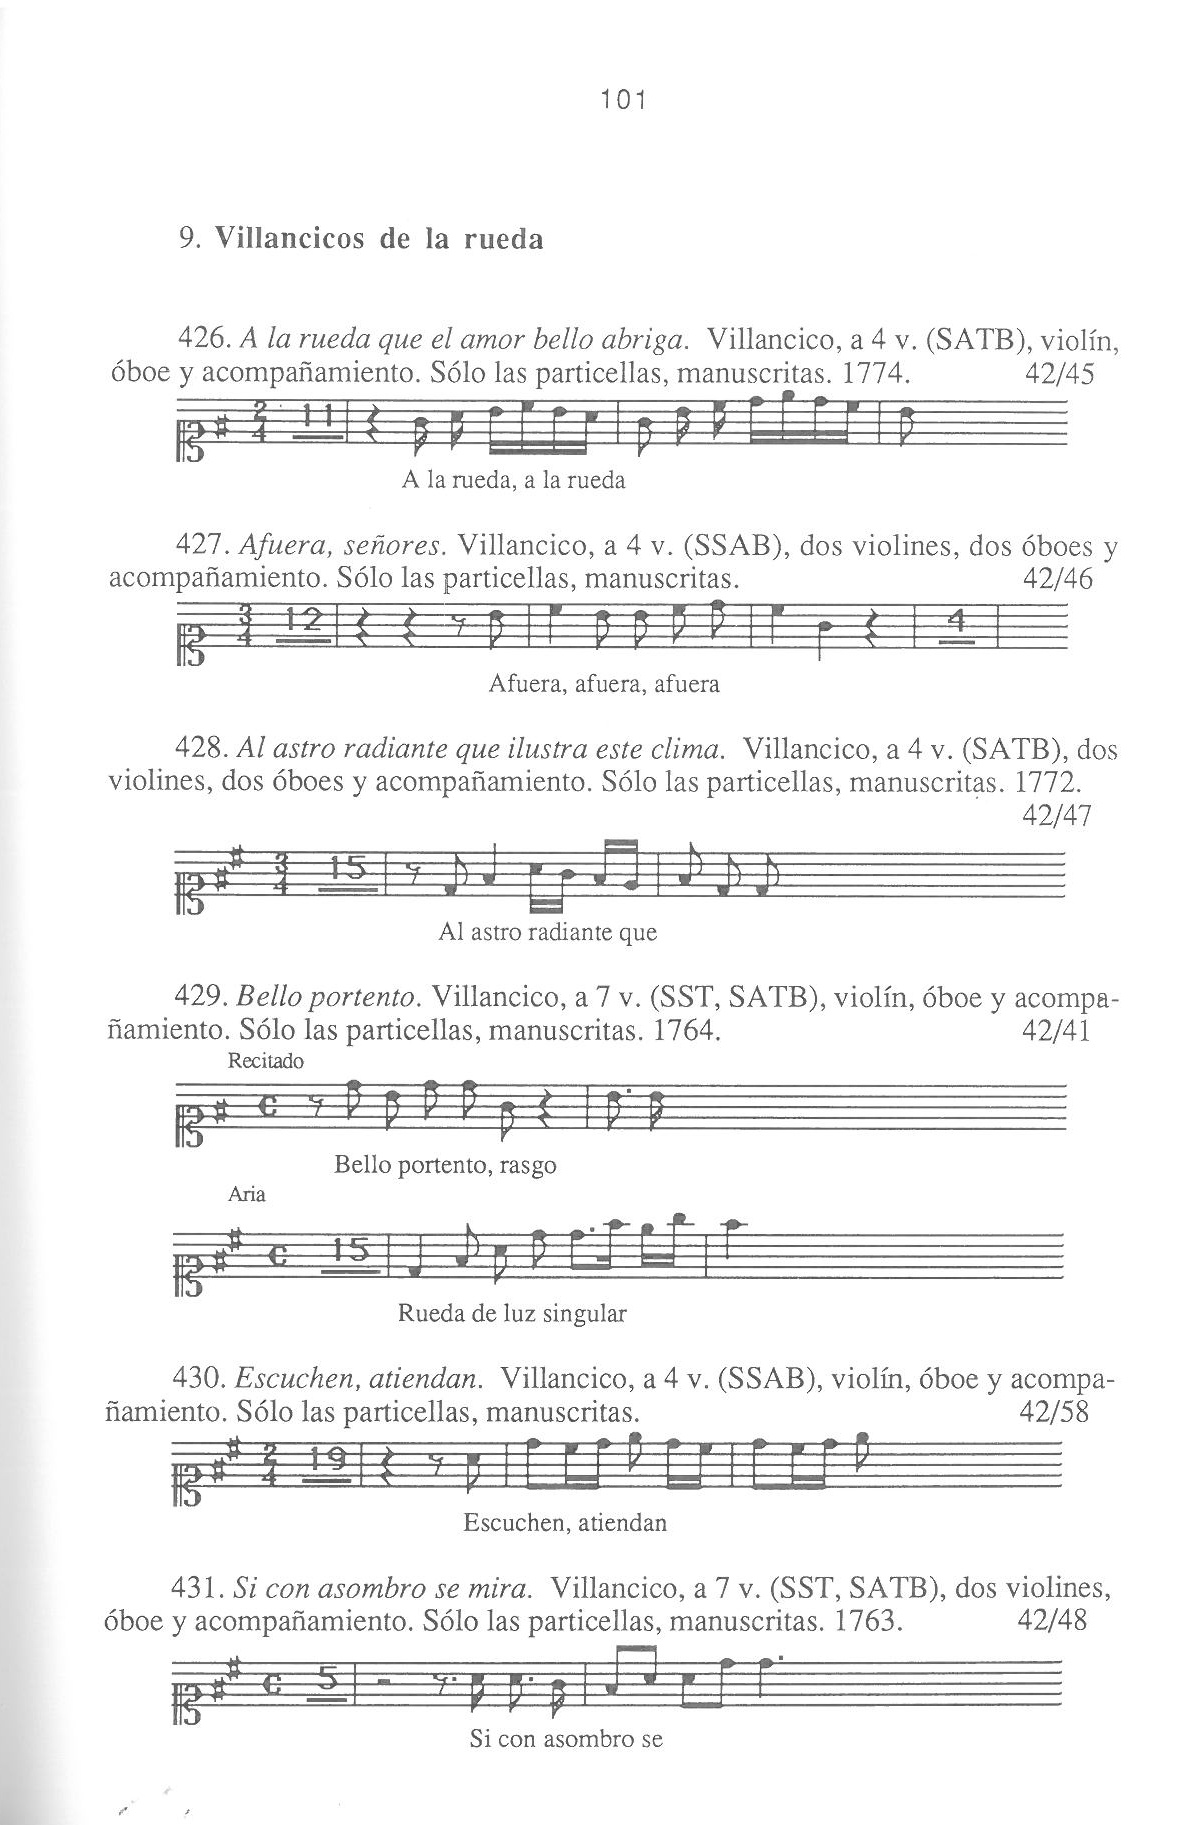 101
9. Villancicos de la rueda
426. A la rueda que el amor bello abriga. Villancico, a 4 v. (SATB), violín,
óboe y acompañamiento. Sólo las particellas, manuscritas. 1774. 42/45
2/4 11
A la rueda, a la rueda
427. Afuera, señores. Villancico, a 4 v. (SSAB), dos violines, dos óboes y
acompañamiento. Sólo las particellas, manuscritas. 42/46
3/4 12 4
Afuera, afuera, afuera
428. Al astro radiante que ilustra este clima. Villancico, a 4 v. (SATB), dos
violines, dos óboes y acompañamiento. Sólo las particellas, manuscritas. 1772.
42/47
3/4 15
Al astro radiante que
429. Bello portento. Villancico, a 7 v. (SST, SATB), violín, óboe y acompa-
ñamiento. Sólo las particellas, manuscritas. 1764. 42/41
Recitado
C
Bello portento, rasgo
Aria
C 15
Rueda de luz singular
430. Escuchen, atiendan. Villancico, a 4 v. (SSAB), violín, óboe y acompa-
ñamiento. Sólo las particellas, manuscritas. 42/58
2/4 19
Escuchen, atiendan
431. Si con asombro se mira. Villancico, a 7 v. (SST, SATB), dos violines,
óboe y acompañamiento. Sólo las particellas, manuscritas. 1763. 42/48
C 5
Si con asombro se